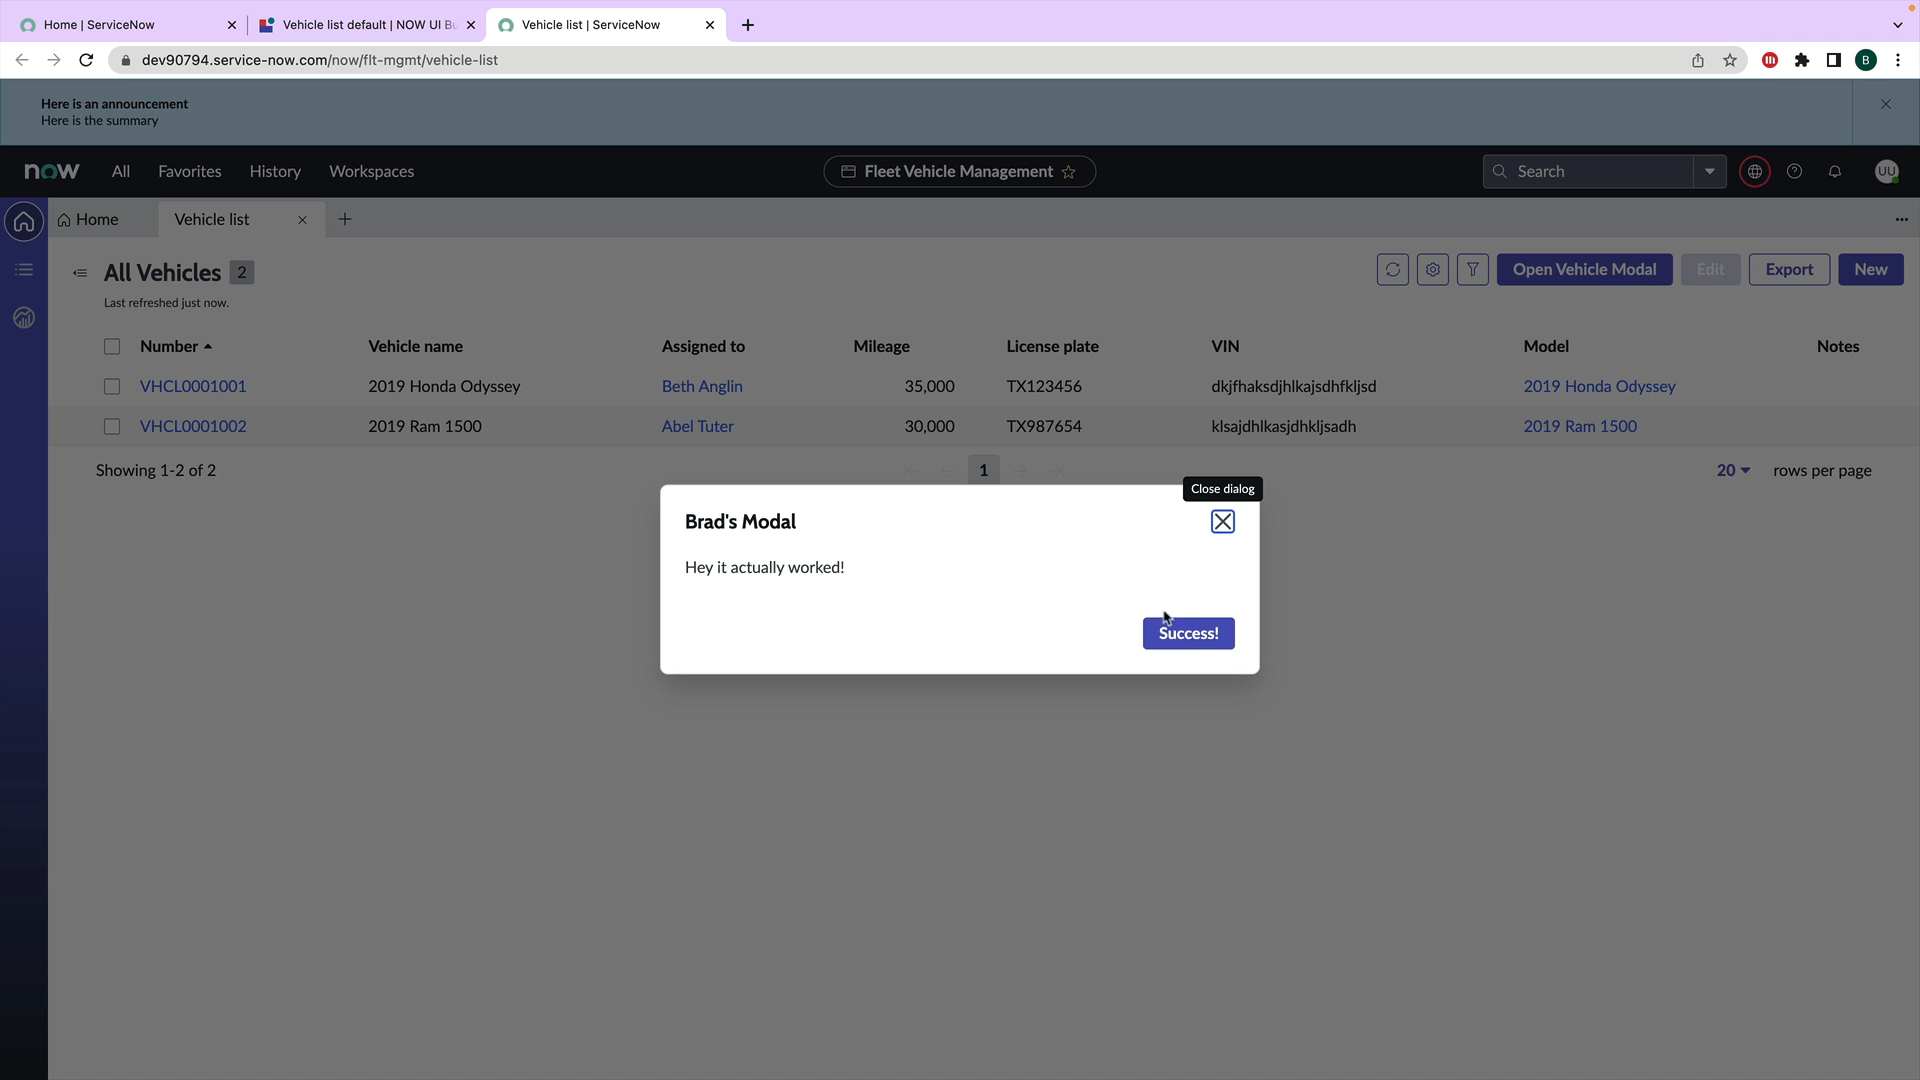 Home | ServiceNow
Vehicle list default | NOW UI Bu
Vehicle list | ServiceNow
dev90794.service-now.com/now/flt-mgmt/vehicle-list
B
Here is an announcement
Here is the summary
now
All
Favorites
History
Workspaces
Fleet Vehicle Management
Search
UU
Home
Vehicle list
All Vehicles 2
Open Vehicle Modal
Edit
Export
New
Last refreshed just now.
Number Vehicle name Assigned to Mileage License plate VIN Model Notes
VHCL0001001 2019 Honda Odyssey Beth Anglin 35,000 TX123456 dkjfhaksdjhlkajsdhfkljsd 2019 Honda Odyssey
VHCL0001002 2019 Ram 1500 Abel Tuter 30,000 TX987654 klsajdhlkasjdhkljsadh 2019 Ram 1500
Showing 1-2 of 2 1 20 rows per page
Close dialog
Brad's Modal
Hey it actually worked!
Success!